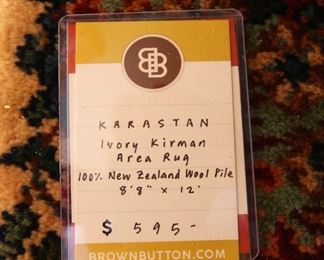 BB
KARASTAN
Ivory Kirman
Area Rug
100% New Zealand Wool Pile
8'8" x 12'
$ 595-
BROWNBUTTON.COM